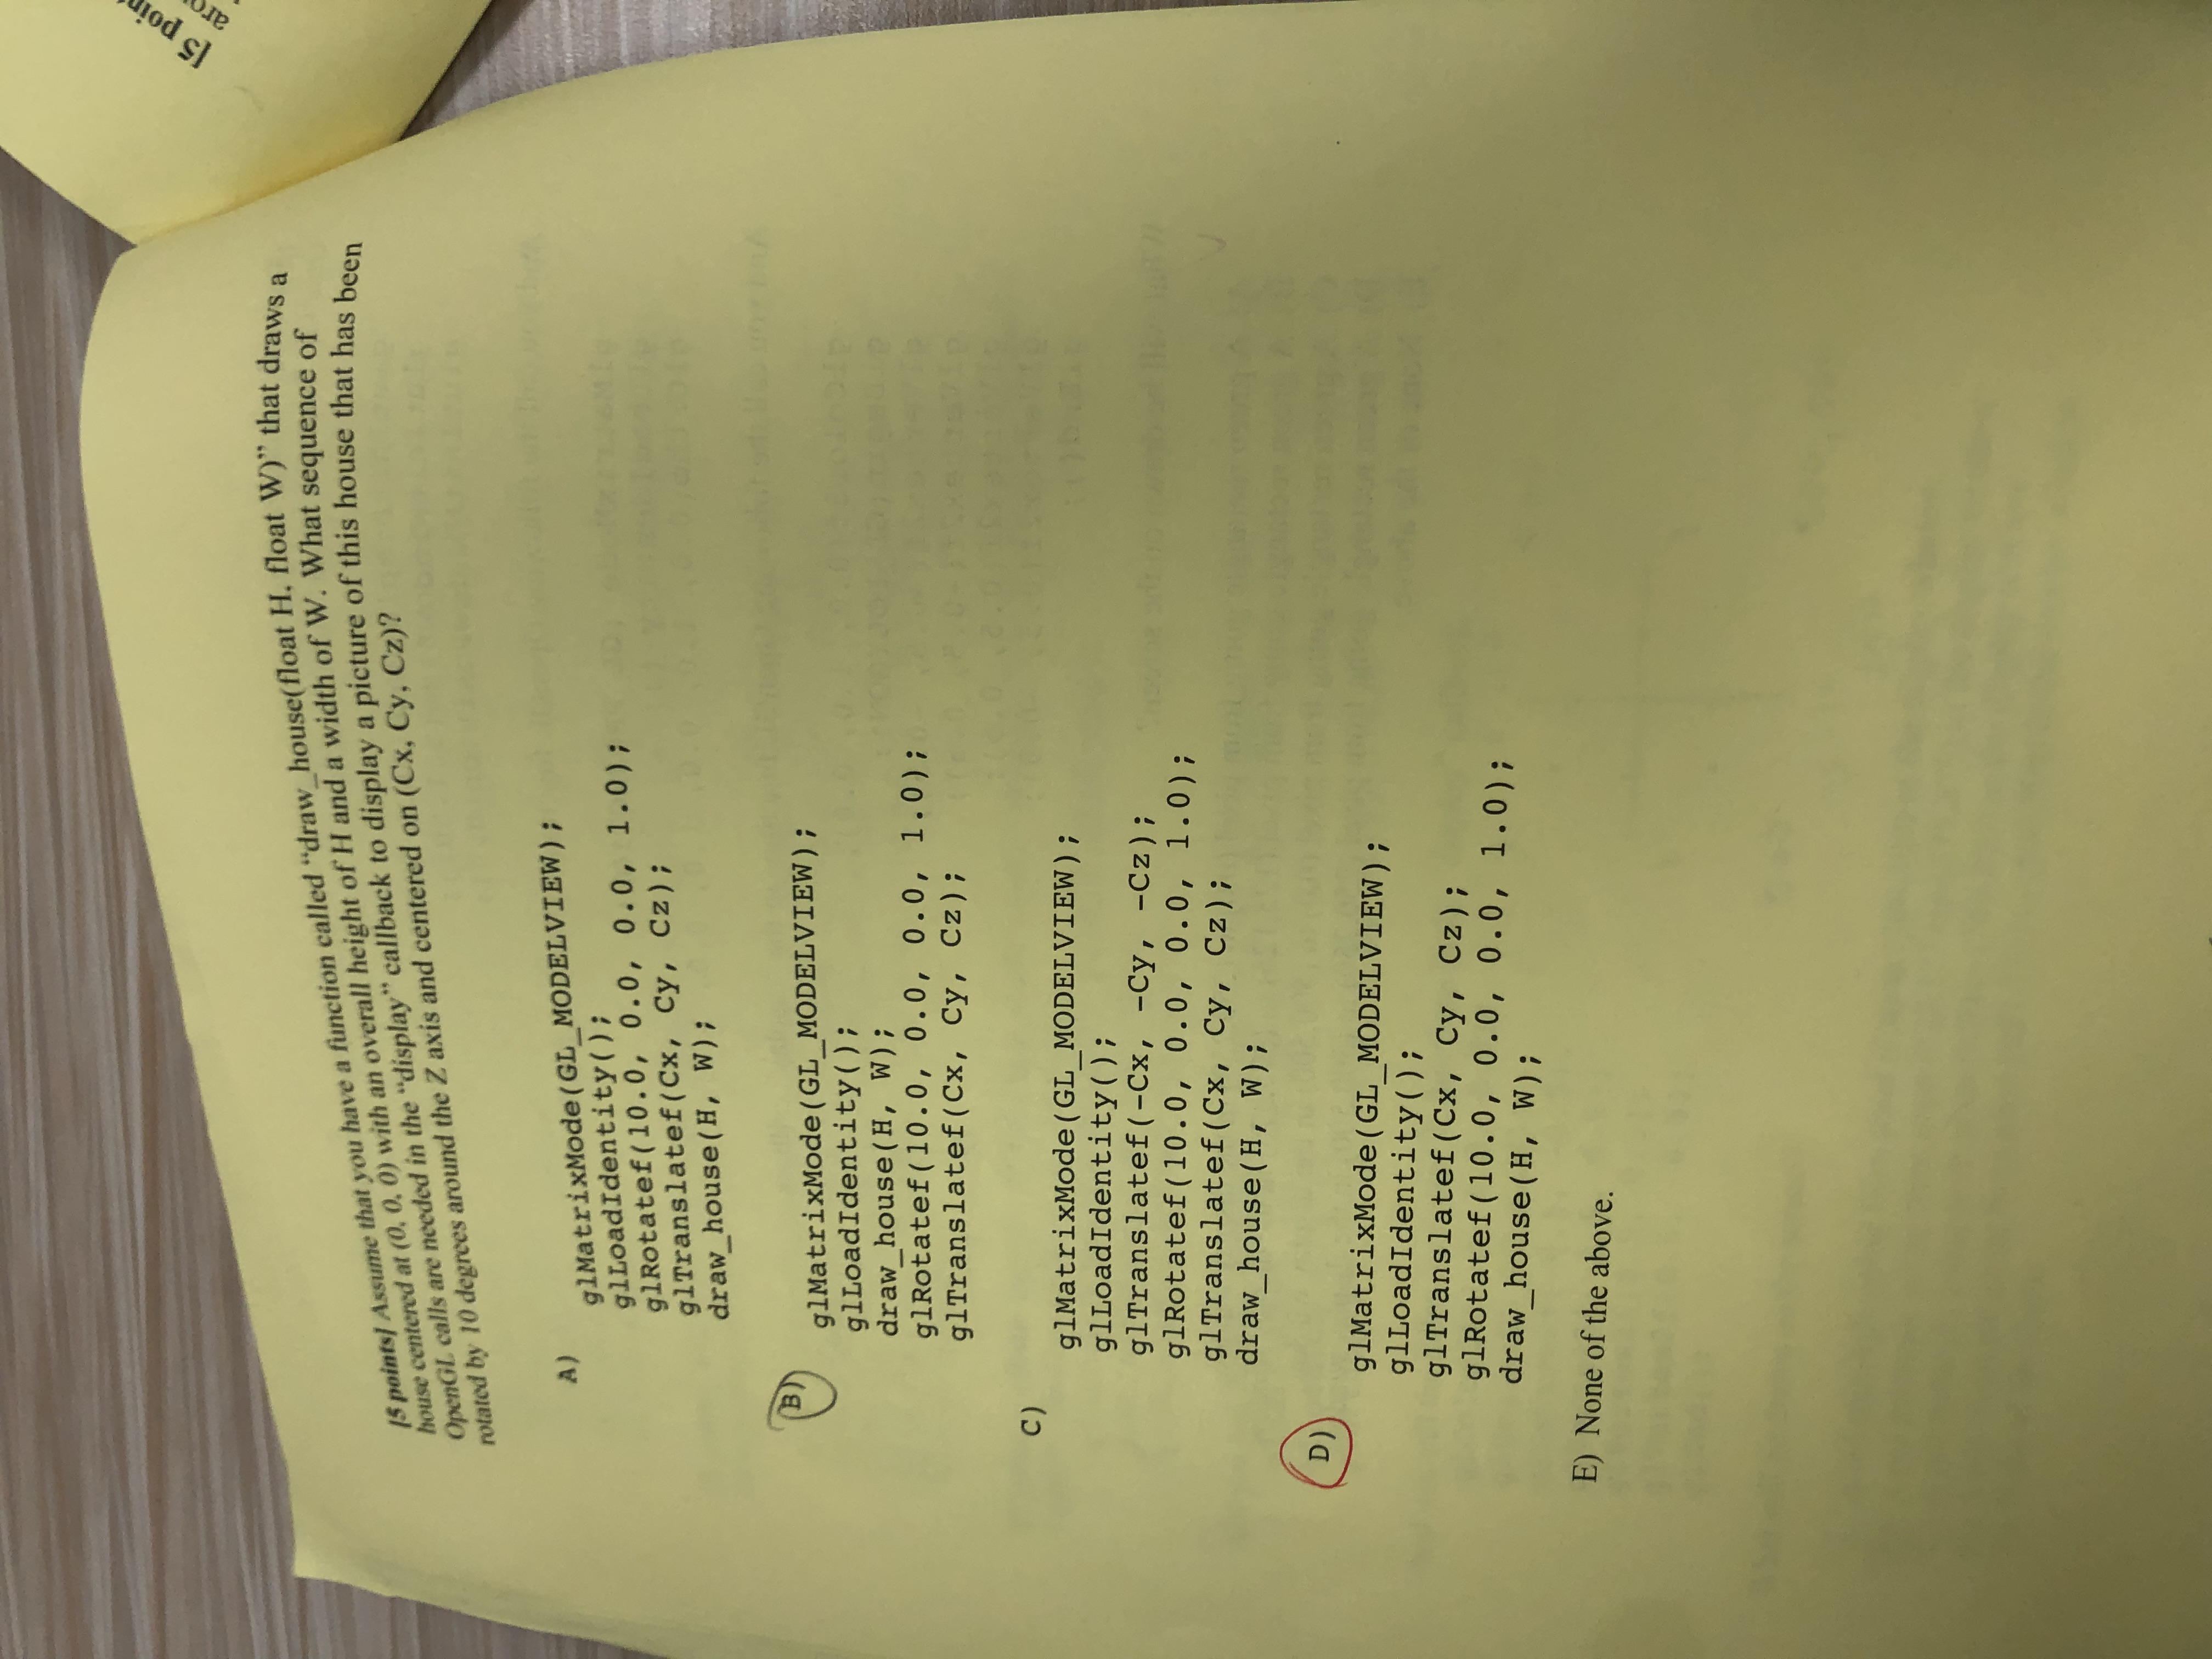 [5 points] Assume that you have a function called “draw_house(float H, float W)” that draws a
house centered at (0, 0, 0) with an overall height of H and a width of W. What sequence of
OpenGL calls are needed in the “display” callback to display a picture of this house that has been
rotated by 10 degrees around the Z axis and centered on (Cx, Cy, Cz)?
A)
glMatrixMode(GL_MODELVIEW);
glLoadIdentity();
glRotatef(10.0, 0.0, 0.0, 1.0);
glTranslatef(Cx, Cy, Cz);
draw_house(H, W);
B)
glMatrixMode(GL_MODELVIEW);
glLoadIdentity();
draw_house(H, W);
glRotatef(10.0, 0.0, 0.0, 1.0);
glTranslatef(Cx, Cy, Cz);
C)
glMatrixMode(GL_MODELVIEW);
glLoadIdentity();
glTranslatef(-Cx, -Cy, -Cz);
glRotatef(10.0, 0.0, 0.0, 1.0);
glTranslatef(Cx, Cy, Cz);
draw_house(H, W);
D)
glMatrixMode(GL_MODELVIEW);
glLoadIdentity();
glTranslatef(Cx, Cy, Cz);
glRotatef(10.0, 0.0, 0.0, 1.0);
draw_house(H, W);
E) None of the above.
[5